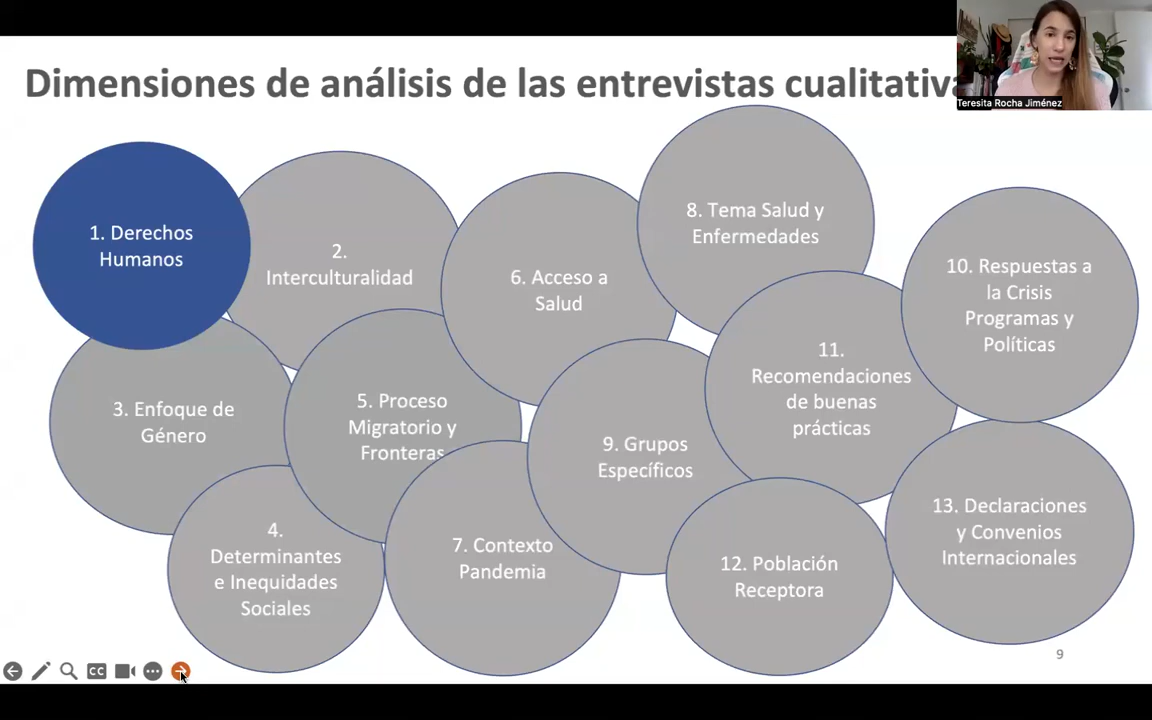 Dimensiones de análisis de las entrevistas
Teresita Rocha Jiménez
1. Derechos
Humanos
2.
Interculturalidad
3. Enfoque de
Género
4.
Determinantes
e Inequidades
Sociales
5. Proceso
Migratorio y
Fronteras
6. Acceso a
Salud
7. Contexto
Pandemia
8. Tema Salud y
Enfermedades
9. Grupos
Específicos
10. Respuestas a
la Crisis
Programas y
Políticas
11.
Recomendaciones
de buenas
prácticas
12. Población
Receptora
13. Declaraciones
y Convenios
Internacionales
CC
9